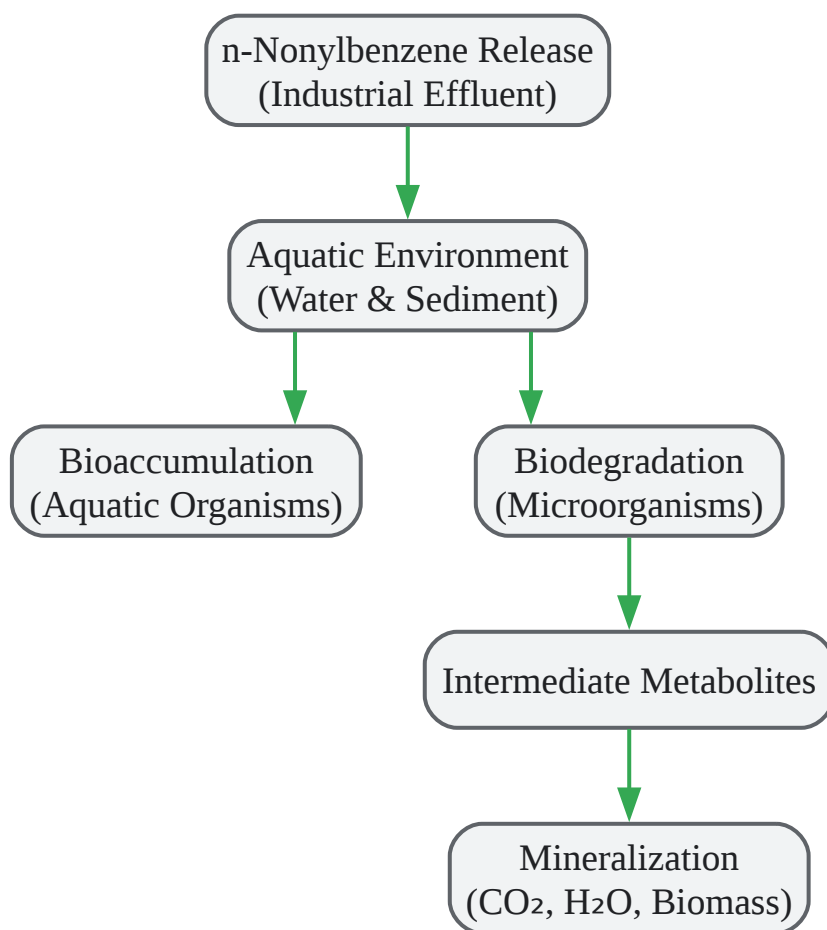 n-Nonylbenzene Release
(Industrial Effluent)
Aquatic Environment
(Water & Sediment)
Bioaccumulation
(Aquatic Organisms)
Biodegradation
(Microorganisms)
Intermediate Metabolites
Mineralization
(CO₂, H₂O, Biomass)